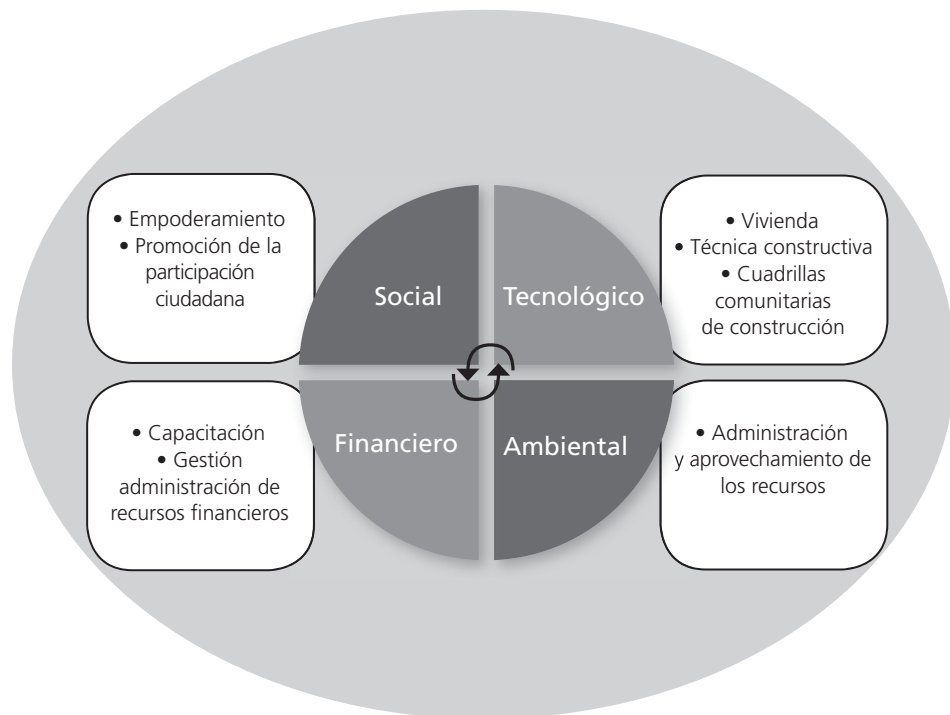 • Empoderamiento
• Promoción de la
participación
ciudadana
Social
Tecnológico
• Vivienda
• Técnica constructiva
• Cuadrillas
comunitarias
de construcción
• Capacitación
• Gestión
administración de
recursos financieros
Financiero
Ambiental
• Administración
y aprovechamiento de
los recursos